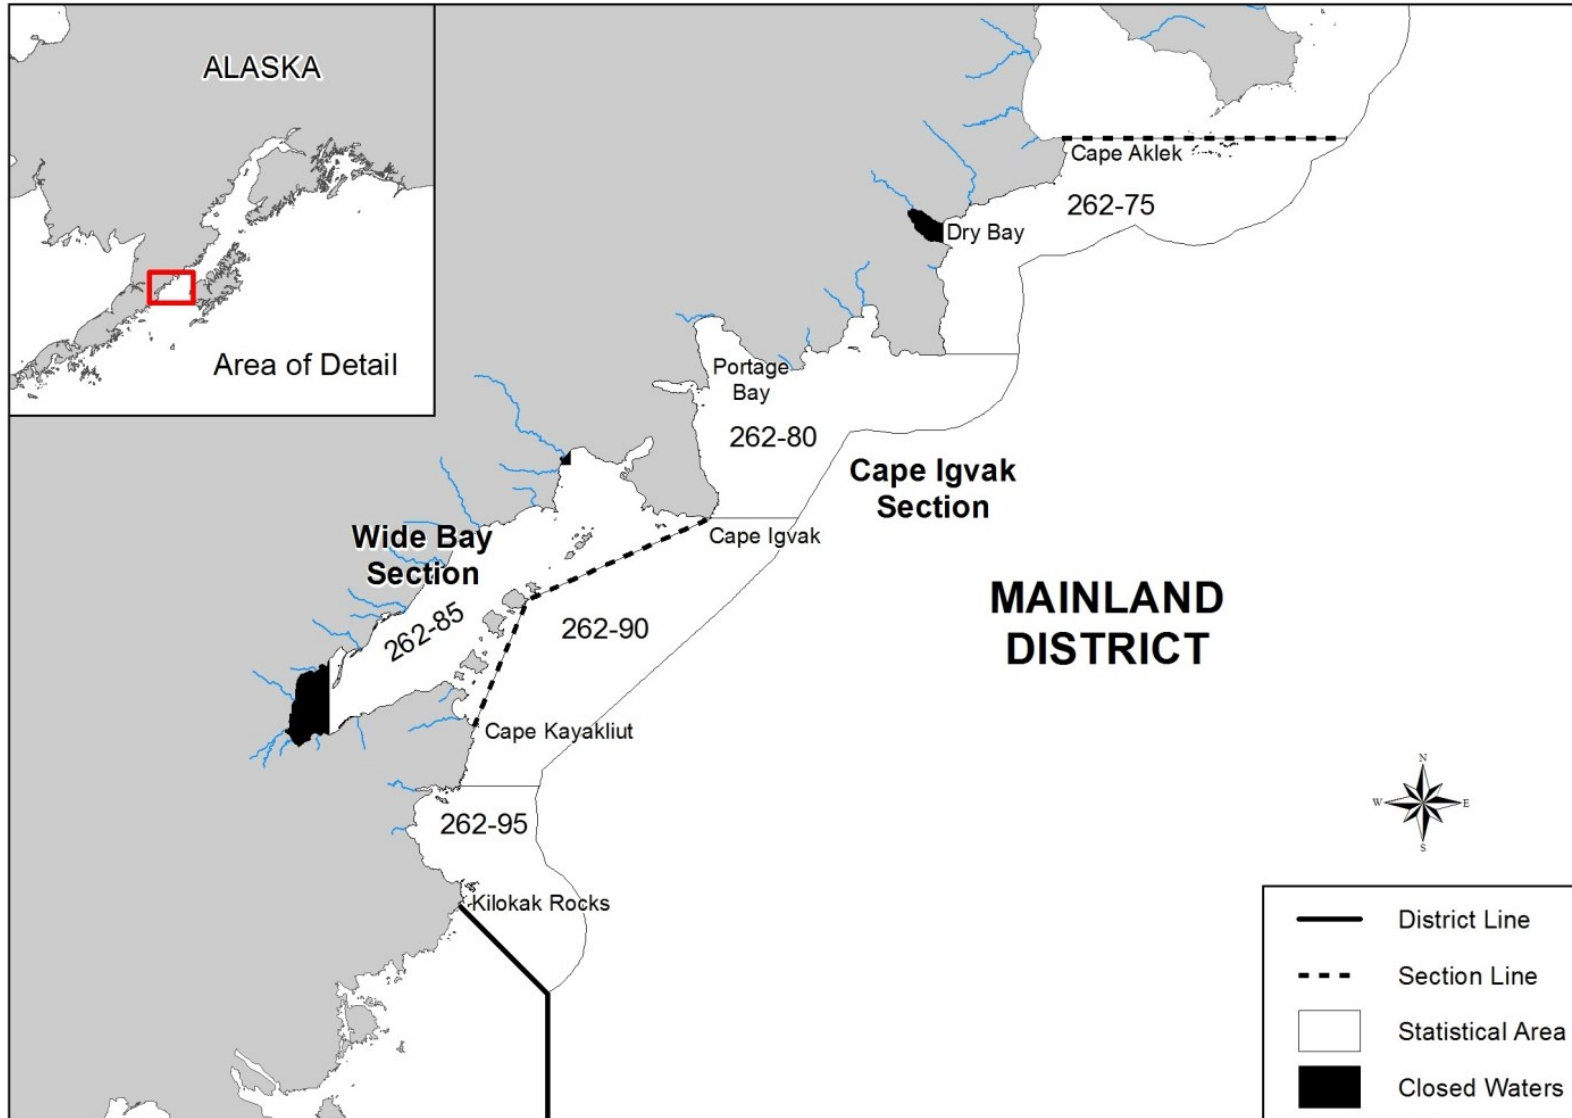 ALASKA
Area of Detail
Cape Aklek
262-75
Dry Bay
Portage
Bay
262-80
Cape Igvak
Section
Cape Igvak
Wide Bay
Section
262-85
262-90
MAINLAND
DISTRICT
Cape Kayakliut
262-95
Kilokak Rocks
N
W
E
S
District Line
Section Line
Statistical Area
Closed Waters